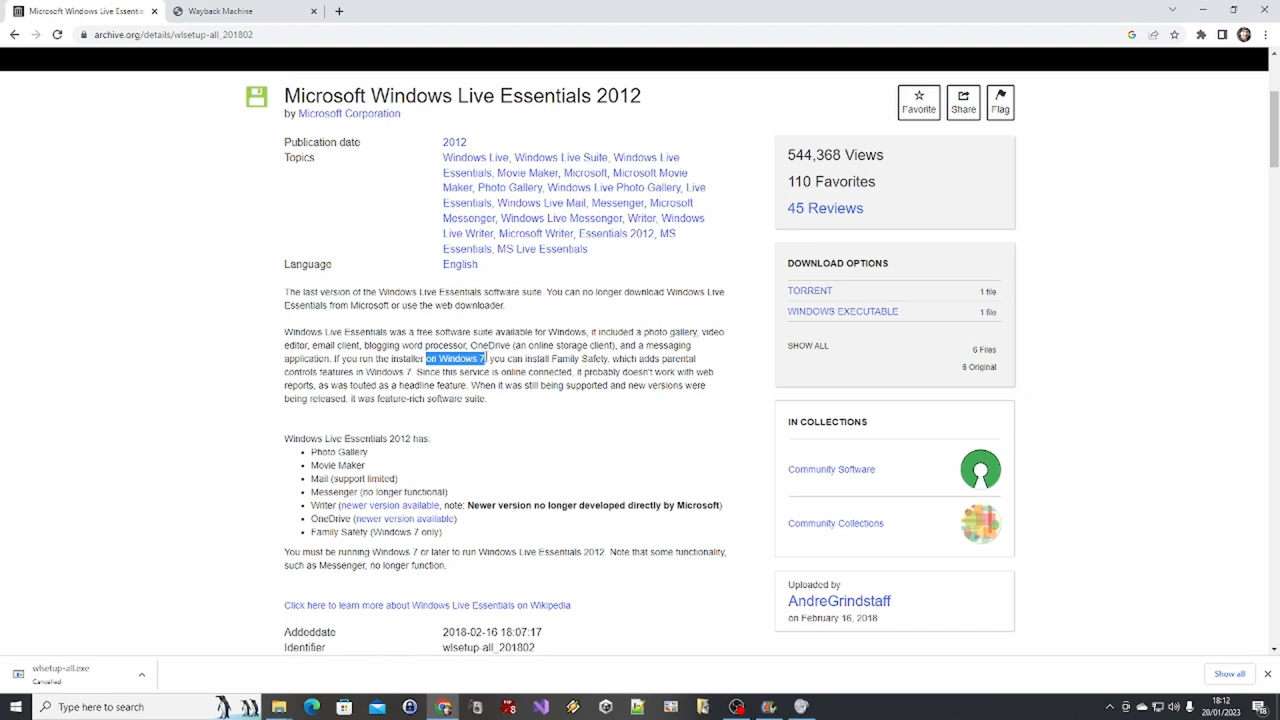 Microsoft Windows Live Essentia
Wayback Machine
archive.org/details/wlsetup-all_201802
Microsoft Windows Live Essentials 2012
by Microsoft Corporation
Favorite
Share
Flag
Publication date
2012
Topics
Windows Live, Windows Live Suite, Windows Live
Essentials, Movie Maker, Microsoft, Microsoft Movie
Maker, Photo Gallery, Windows Live Photo Gallery, Live
Essentials, Windows Live Mail, Messenger, Microsoft
Messenger, Windows Live Messenger, Writer, Windows
Live Writer, Microsoft Writer, Essentials 2012, MS
Essentials, MS Live Essentials
Language
English
The last version of the Windows Live Essentials software suite. You can no longer download Windows Live
Essentials from Microsoft or use the web downloader.
Windows Live Essentials was a free software suite available for Windows, it included a photo gallery, video
editor, email client, blogging word processor, OneDrive (an online storage client), and a messaging
application. If you run the installer on Windows 7, you can install Family Safety, which adds parental
controls features in Windows 7. Since this service is online connected, it probably doesn't work with web
reports, as was touted as a headline feature. When it was still being supported and new versions were
being released, it was feature-rich software suite.
Windows Live Essentials 2012 has:
• Photo Gallery
• Movie Maker
• Mail (support limited)
• Messenger (no longer functional)
• Writer (newer version available, note: Newer version no longer developed directly by Microsoft)
• OneDrive (newer version available)
• Family Safety (Windows 7 only)
You must be running Windows 7 or later to run Windows Live Essentials 2012. Note that some functionality,
such as Messenger, no longer function.
Click here to learn more about Windows Live Essentials on Wikipedia
Addeddate
2018-02-16 18:07:17
Identifier
wlsetup-all_201802
544,368 Views
110 Favorites
45 Reviews
DOWNLOAD OPTIONS
TORRENT
1 file
WINDOWS EXECUTABLE
1 file
SHOW ALL
6 Files
6 Original
IN COLLECTIONS
Community Software
Community Collections
Uploaded by
AndreGrindstaff
on February 16, 2018
wlsetup-all.exe
Cancelled
Show all
Type here to search
18:12
20/01/2023